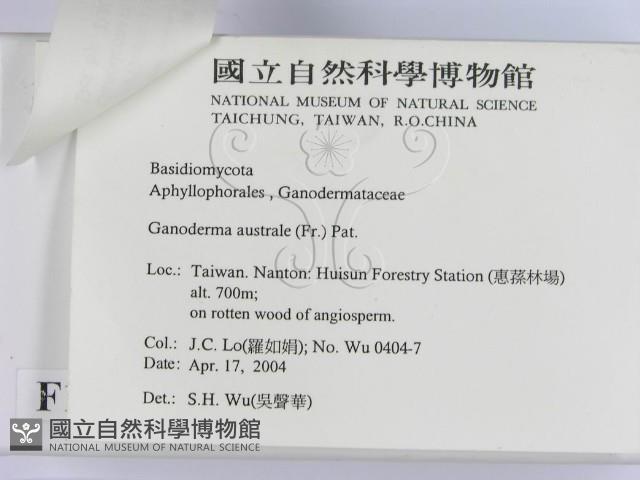 國立自然科學博物館
NATIONAL MUSEUM OF NATURAL SCIENCE
TAICHUNG, TAIWAN, R.O.CHINA
Basidiomycota
Aphyllophorales , Ganodermataceae
Ganoderma australe (Fr.) Pat.
Loc.: Taiwan. Nanton: Huisun Forestry Station (惠蓀林場)
alt. 700m;
on rotten wood of angiosperm.
Col.: J.C. Lo(羅如娟); No. Wu 0404-7
Date: Apr. 17, 2004
Det.: S.H. Wu(吳聲華)
F
國立自然科學博物館
NATIONAL MUSEUM OF NATURAL SCIENCE